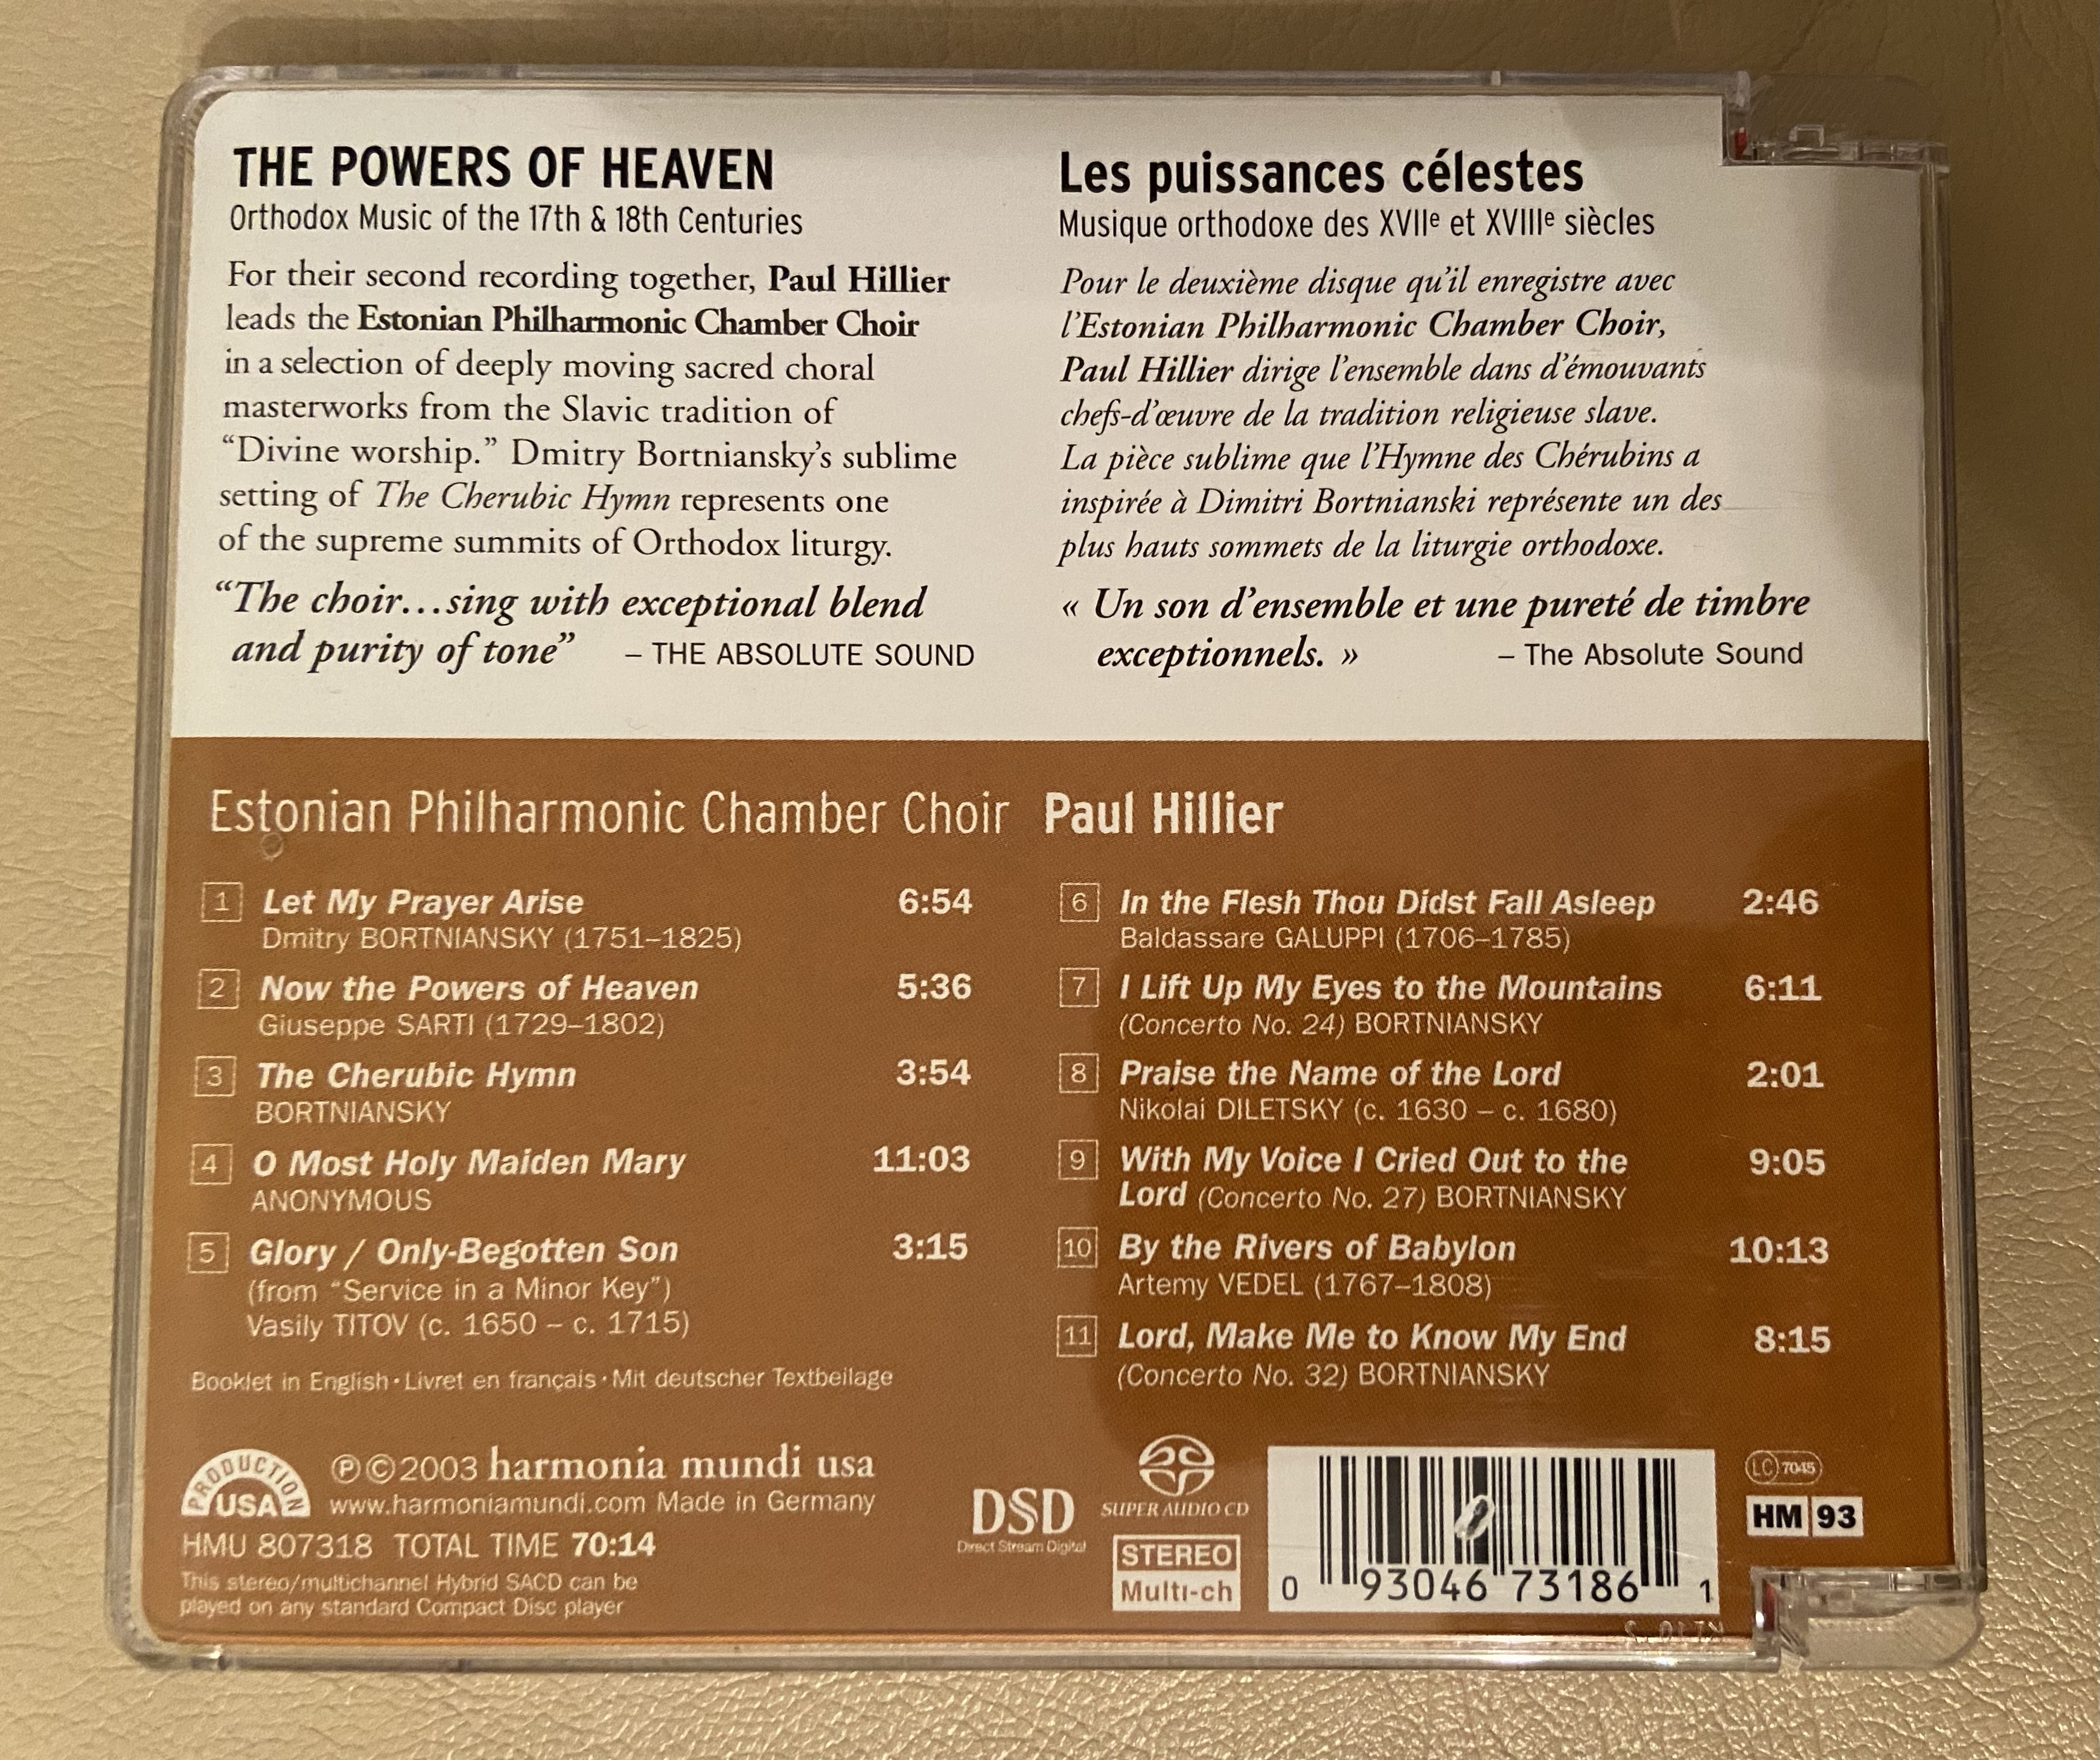 THE POWERS OF HEAVEN
Orthodox Music of the 17th & 18th Centuries
For their second recording together, Paul Hillier
leads the Estonian Philharmonic Chamber Choir
in a selection of deeply moving sacred choral
masterworks from the Slavic tradition of
“Divine worship.” Dmitry Bortniansky’s sublime
setting of The Cherubic Hymn represents one
of the supreme summits of Orthodox liturgy.
“The choir…sing with exceptional blend
and purity of tone” – THE ABSOLUTE SOUND
Les puissances célestes
Musique orthodoxe des XVIIe et XVIIIe siècles
Pour le deuxième disque qu’il enregistre avec
l’Estonian Philharmonic Chamber Choir,
Paul Hillier dirige l’ensemble dans d’émouvants
chefs-d’œuvre de la tradition religieuse slave.
La pièce sublime que l’Hymne des Chérubins a
inspirée à Dimitri Bortnianski représente un des
plus hauts sommets de la liturgie orthodoxe.
« Un son d’ensemble et une pureté de timbre
exceptionnels. » – The Absolute Sound
Estonian Philharmonic Chamber Choir Paul Hillier
1 Let My Prayer Arise 6:54
Dmitry BORTNIANSKY (1751–1825)
2 Now the Powers of Heaven 5:36
Giuseppe SARTI (1729–1802)
3 The Cherubic Hymn 3:54
BORTNIANSKY
4 O Most Holy Maiden Mary 11:03
ANONYMOUS
5 Glory / Only-Begotten Son 3:15
(from “Service in a Minor Key”)
Vasily TITOV (c. 1650 – c. 1715)
6 In the Flesh Thou Didst Fall Asleep 2:46
Baldassare GALUPPI (1706–1785)
7 I Lift Up My Eyes to the Mountains 6:11
(Concerto No. 24) BORTNIANSKY
8 Praise the Name of the Lord 2:01
Nikolai DILETSKY (c. 1630 – c. 1680)
9 With My Voice I Cried Out to the 9:05
Lord (Concerto No. 27) BORTNIANSKY
10 By the Rivers of Babylon 10:13
Artemy VEDEL (1767–1808)
11 Lord, Make Me to Know My End 8:15
(Concerto No. 32) BORTNIANSKY
Booklet in English · Livret en français · Mit deutscher Textbeilage
PRODUCTION
USA
℗©2003 harmonia mundi usa
www.harmoniamundi.com Made in Germany
HMU 807318 TOTAL TIME 70:14
This stereo/multichannel Hybrid SACD can be
played on any standard Compact Disc player
DSD
Direct Stream Digital
SUPER AUDIO CD
STEREO
Multi-ch
0 93046 73186 1
LC 7045
HM 93